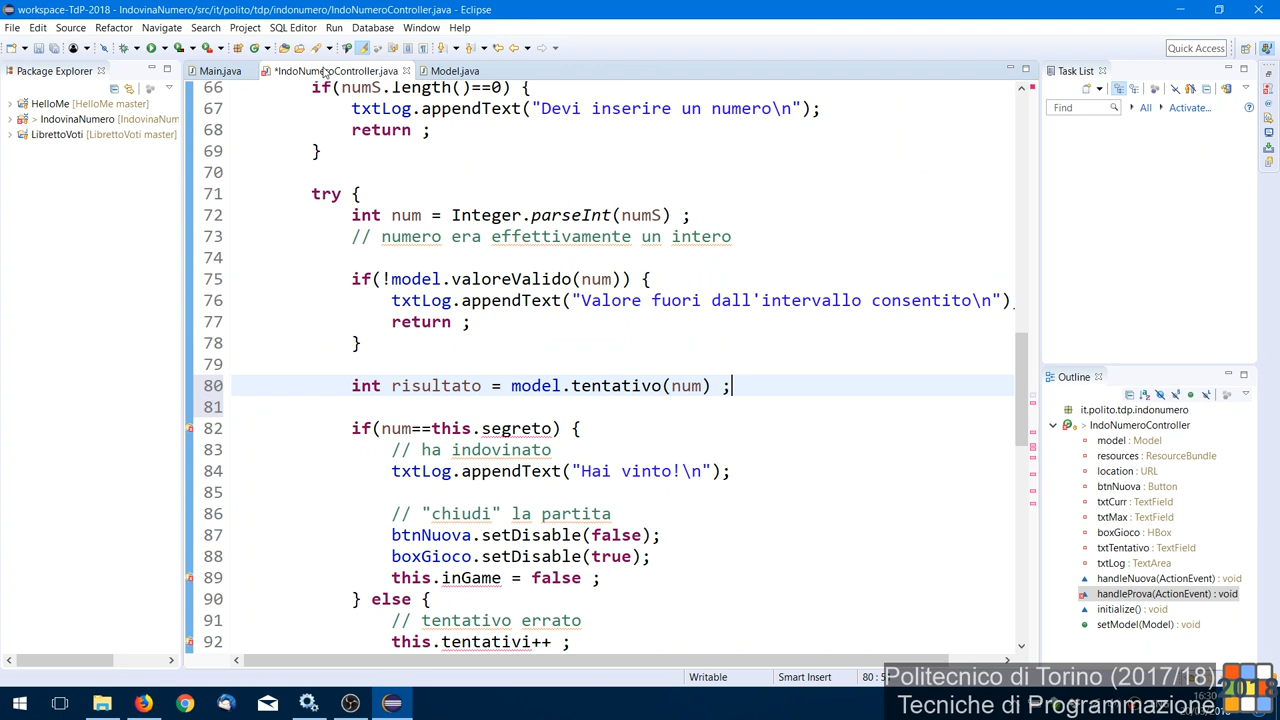 workspace-TdP-2018 - IndovinaNumero/src/it/polito/tdp/indonumero/IndoNumeroController.java - Eclipse
File Edit Source Refactor Navigate Search Project SQL Editor Run Database Window Help
Quick Access
Package Explorer
Main.java
*IndoNumeroController.java
Model.java
Task List
HelloMe [HelloMe master]
> IndovinaNumero [IndovinaNum
LibrettoVoti [LibrettoVoti master]
Find
All
Activate...
66 if(numS.length()==0) {
67 txtLog.appendText("Devi inserire un numero\n");
68 return ;
69 }
70
71 try {
72 int num = Integer.parseInt(numS) ;
73 // numero era effettivamente un intero
74
75 if(!model.valoreValido(num)) {
76 txtLog.appendText("Valore fuori dall'intervallo consentito\n")
77 return ;
78 }
79
80 int risultato = model.tentativo(num) ;
81
82 if(num==this.segreto) {
83 // ha indovinato
84 txtLog.appendText("Hai vinto!\n");
85
86 // "chiudi" la partita
87 btnNuova.setDisable(false);
88 boxGioco.setDisable(true);
89 this.inGame = false ;
90 } else {
91 // tentativo errato
92 this.tentativi++ ;
Outline
it.polito.tdp.indonumero
> IndoNumeroController
model : Model
resources : ResourceBundle
location : URL
btnNuova : Button
txtCurr : TextField
txtMax : TextField
boxGioco : HBox
txtTentativo : TextField
txtLog : TextArea
handleNuova(ActionEvent) : void
handleProva(ActionEvent) : void
initialize() : void
setModel(Model) : void
Writable
Smart Insert
Politecnico di Torino (2017/18)
Tecniche di Programmazione
2018
16:30